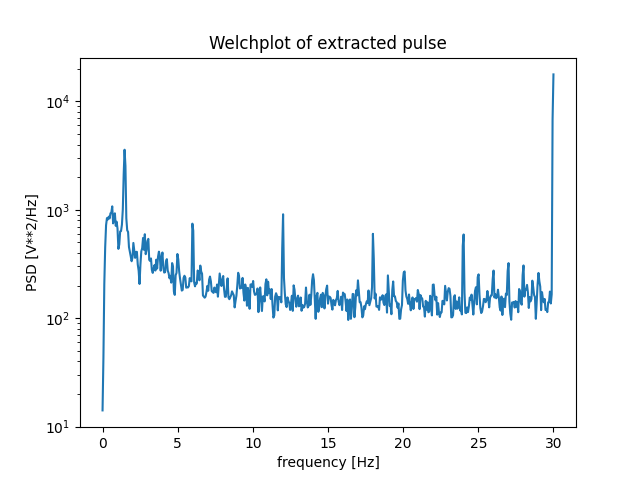 Welchplot of extracted pulse
PSD [V**2/Hz]
10^4
10^3
10^2
10^1
0 5 10 15 20 25 30
frequency [Hz]